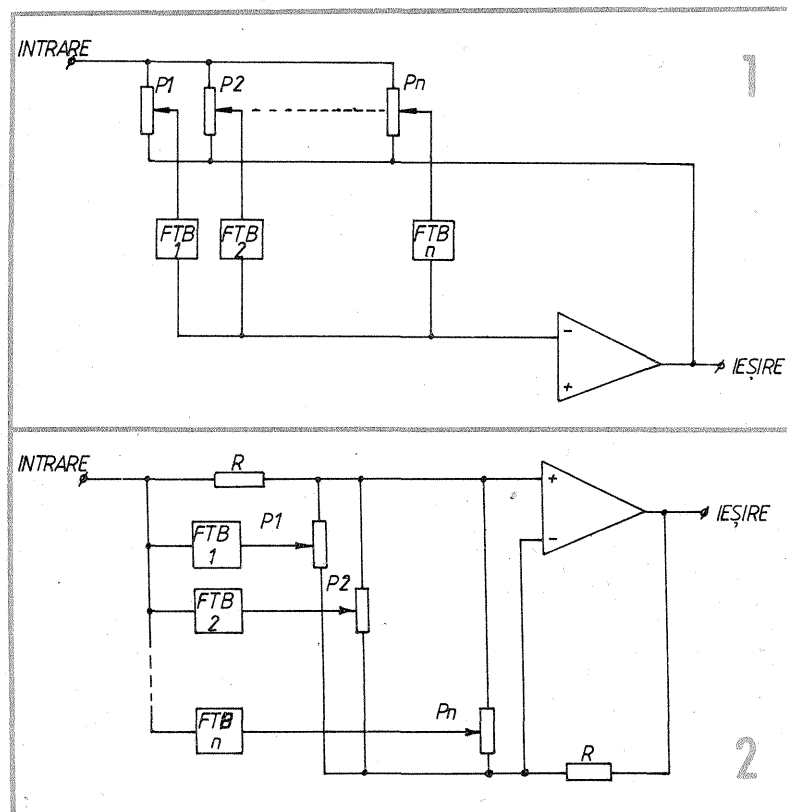 INTRARE
P1
P2
Pn
1
FTB
1
FTB
2
FTB
n
-
+
IEȘIRE
INTRARE
R
+
-
IEȘIRE
P1
FTB
1
P2
FTB
2
Pn
FTB
n
R
2